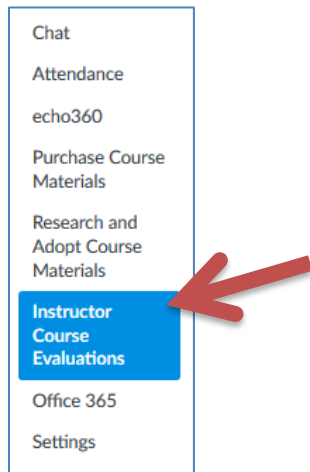 Chat
Attendance
echo360
Purchase Course
Materials
Research and
Adopt Course
Materials
Instructor
Course
Evaluations
Office 365
Settings